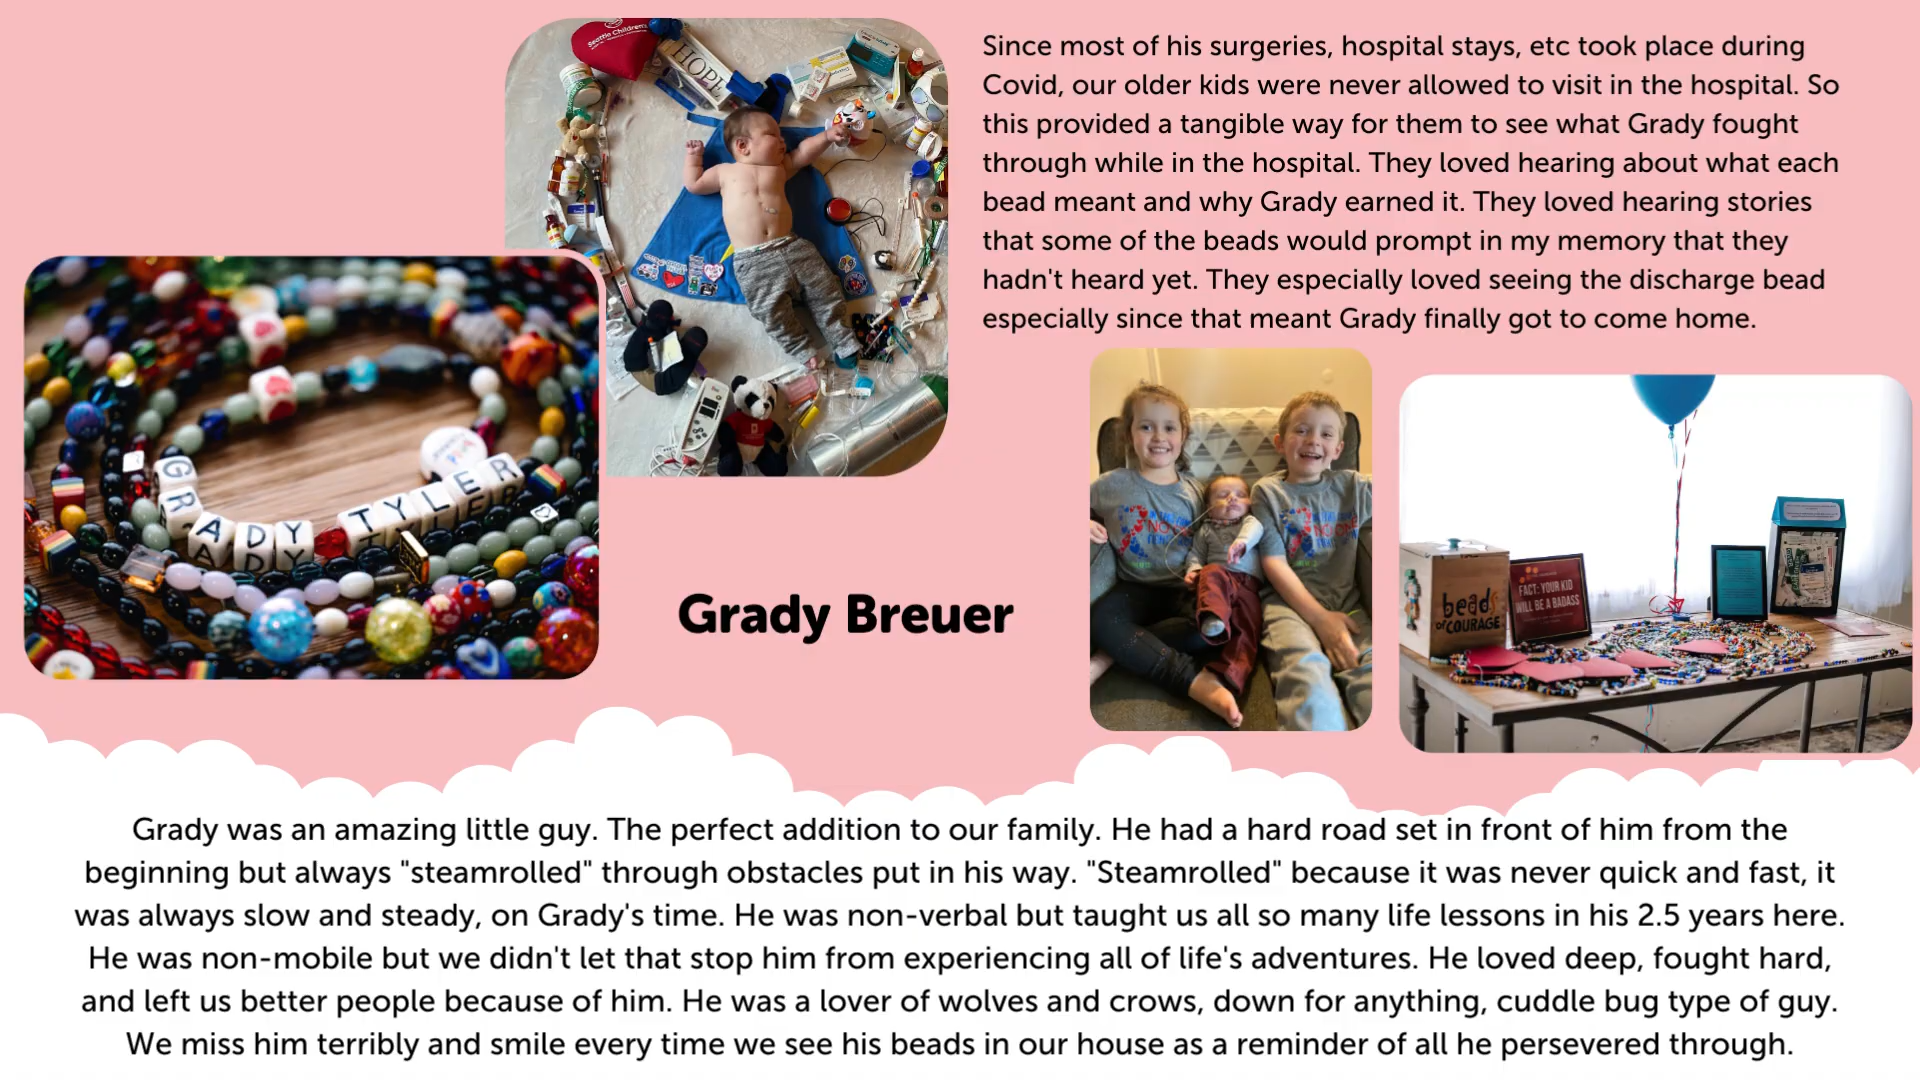 Since most of his surgeries, hospital stays, etc took place during
Covid, our older kids were never allowed to visit in the hospital. So
this provided a tangible way for them to see what Grady fought
through while in the hospital. They loved hearing about what each
bead meant and why Grady earned it. They loved hearing stories
that some of the beads would prompt in my memory that they
hadn't heard yet. They especially loved seeing the discharge bead
especially since that meant Grady finally got to come home.
Seattle Children's
HOPE
GRADY TYLER
Grady Breuer
beads
of COURAGE
FACT: YOUR KID
WILL BE A BADASS
Grady was an amazing little guy. The perfect addition to our family. He had a hard road set in front of him from the
beginning but always "steamrolled" through obstacles put in his way. "Steamrolled" because it was never quick and fast, it
was always slow and steady, on Grady's time. He was non-verbal but taught us all so many life lessons in his 2.5 years here.
He was non-mobile but we didn't let that stop him from experiencing all of life's adventures. He loved deep, fought hard,
and left us better people because of him. He was a lover of wolves and crows, down for anything, cuddle bug type of guy.
We miss him terribly and smile every time we see his beads in our house as a reminder of all he persevered through.